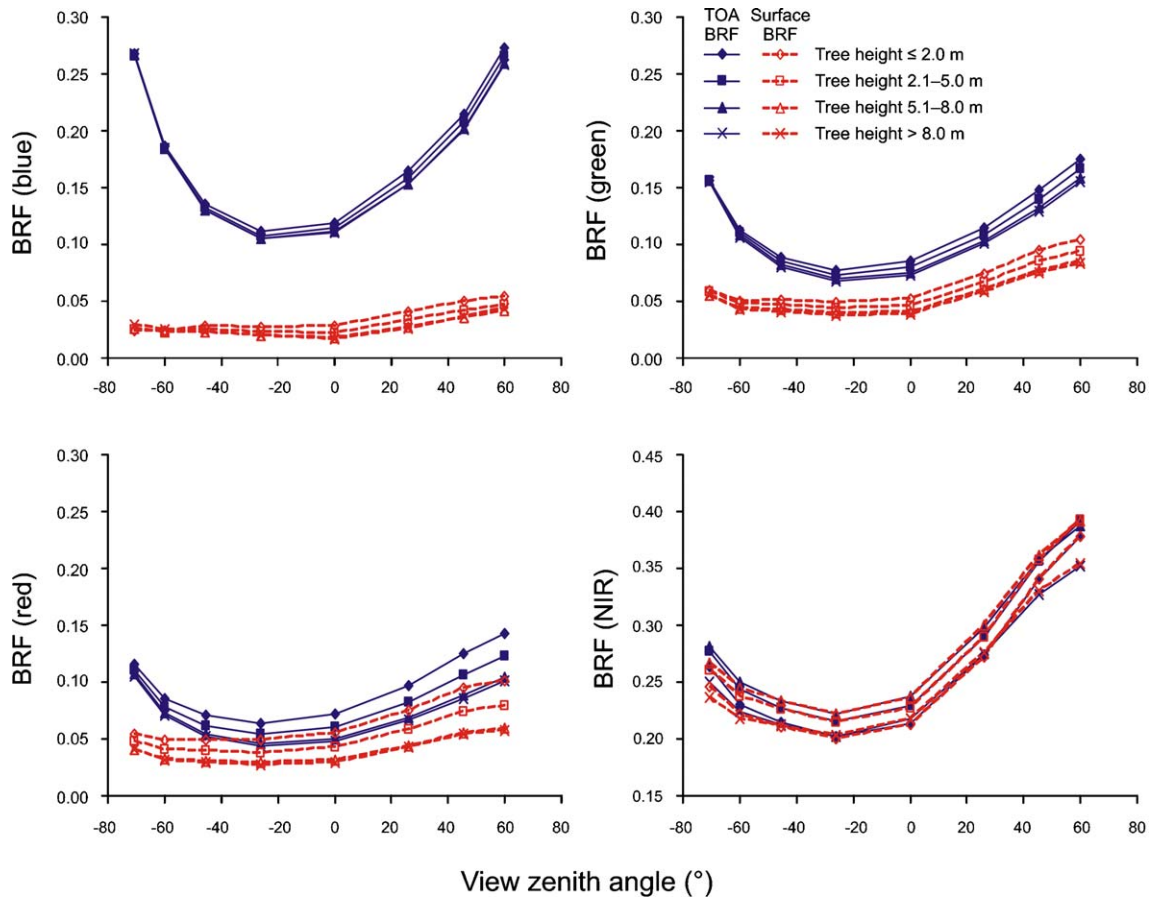 0.30
0.25
0.20
0.15
0.10
0.05
0.00
BRF (blue)
-80 -60 -40 -20 0 20 40 60 80
0.30
0.25
0.20
0.15
0.10
0.05
0.00
BRF (green)
-80 -60 -40 -20 0 20 40 60 80
TOA Surface
BRF BRF
Tree height ≤ 2.0 m
Tree height 2.1–5.0 m
Tree height 5.1–8.0 m
Tree height > 8.0 m
0.30
0.25
0.20
0.15
0.10
0.05
0.00
BRF (red)
-80 -60 -40 -20 0 20 40 60 80
0.45
0.40
0.35
0.30
0.25
0.20
0.15
BRF (NIR)
-80 -60 -40 -20 0 20 40 60 80
View zenith angle (°)